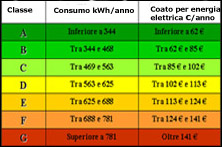 Classe Consumo kWh/anno Coato per energia
elettrica C/anno
A Inferiore a 344 Inferiore a 62 €
B Tra 344 e 468 Tra 62 € 85 €
C Tra 469 e 563 Tra 85 € e 102 €
D Tra 563 e 625 Tra 102 € e 113 €
E Tra 625 e 688 Tra 113 € e 124 €
F Tra 688 e 781 Tra 124 € e 141 €
G Superiore a 781 Oltre 141 €